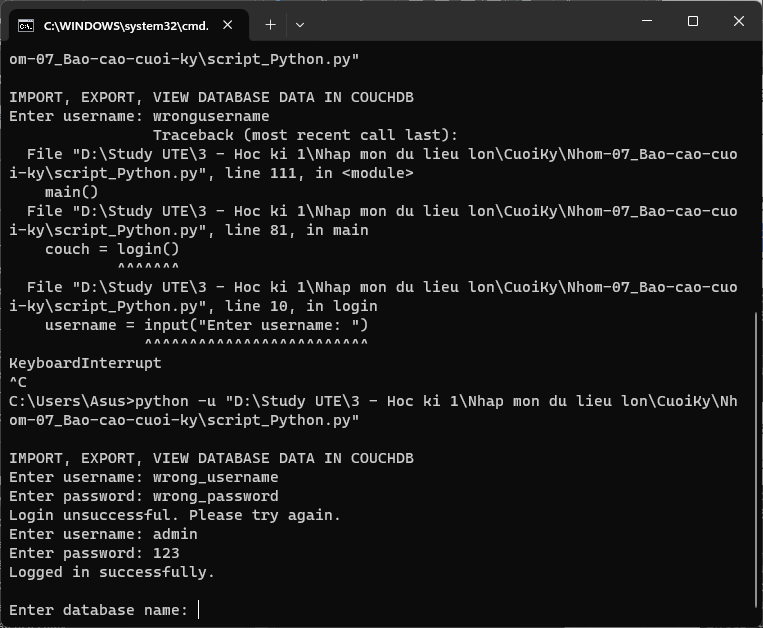 C:\WINDOWS\system32\cmd.
om-07_Bao-cao-cuoi-ky\script_Python.py"
IMPORT, EXPORT, VIEW DATABASE DATA IN COUCHDB
Enter username: wrongusername
                Traceback (most recent call last):
  File "D:\Study UTE\3 - Hoc ki 1\Nhap mon du lieu lon\CuoiKy\Nhom-07_Bao-cao-cuo
i-ky\script_Python.py", line 111, in <module>
    main()
  File "D:\Study UTE\3 - Hoc ki 1\Nhap mon du lieu lon\CuoiKy\Nhom-07_Bao-cao-cuo
i-ky\script_Python.py", line 81, in main
    couch = login()
            ^^^^^^^
  File "D:\Study UTE\3 - Hoc ki 1\Nhap mon du lieu lon\CuoiKy\Nhom-07_Bao-cao-cuo
i-ky\script_Python.py", line 10, in login
    username = input("Enter username: ")
               ^^^^^^^^^^^^^^^^^^^^^^^^^
KeyboardInterrupt
^C
C:\Users\Asus>python -u "D:\Study UTE\3 - Hoc ki 1\Nhap mon du lieu lon\CuoiKy\Nh
om-07_Bao-cao-cuoi-ky\script_Python.py"
IMPORT, EXPORT, VIEW DATABASE DATA IN COUCHDB
Enter username: wrong_username
Enter password: wrong_password
Login unsuccessful. Please try again.
Enter username: admin
Enter password: 123
Logged in successfully.
Enter database name: